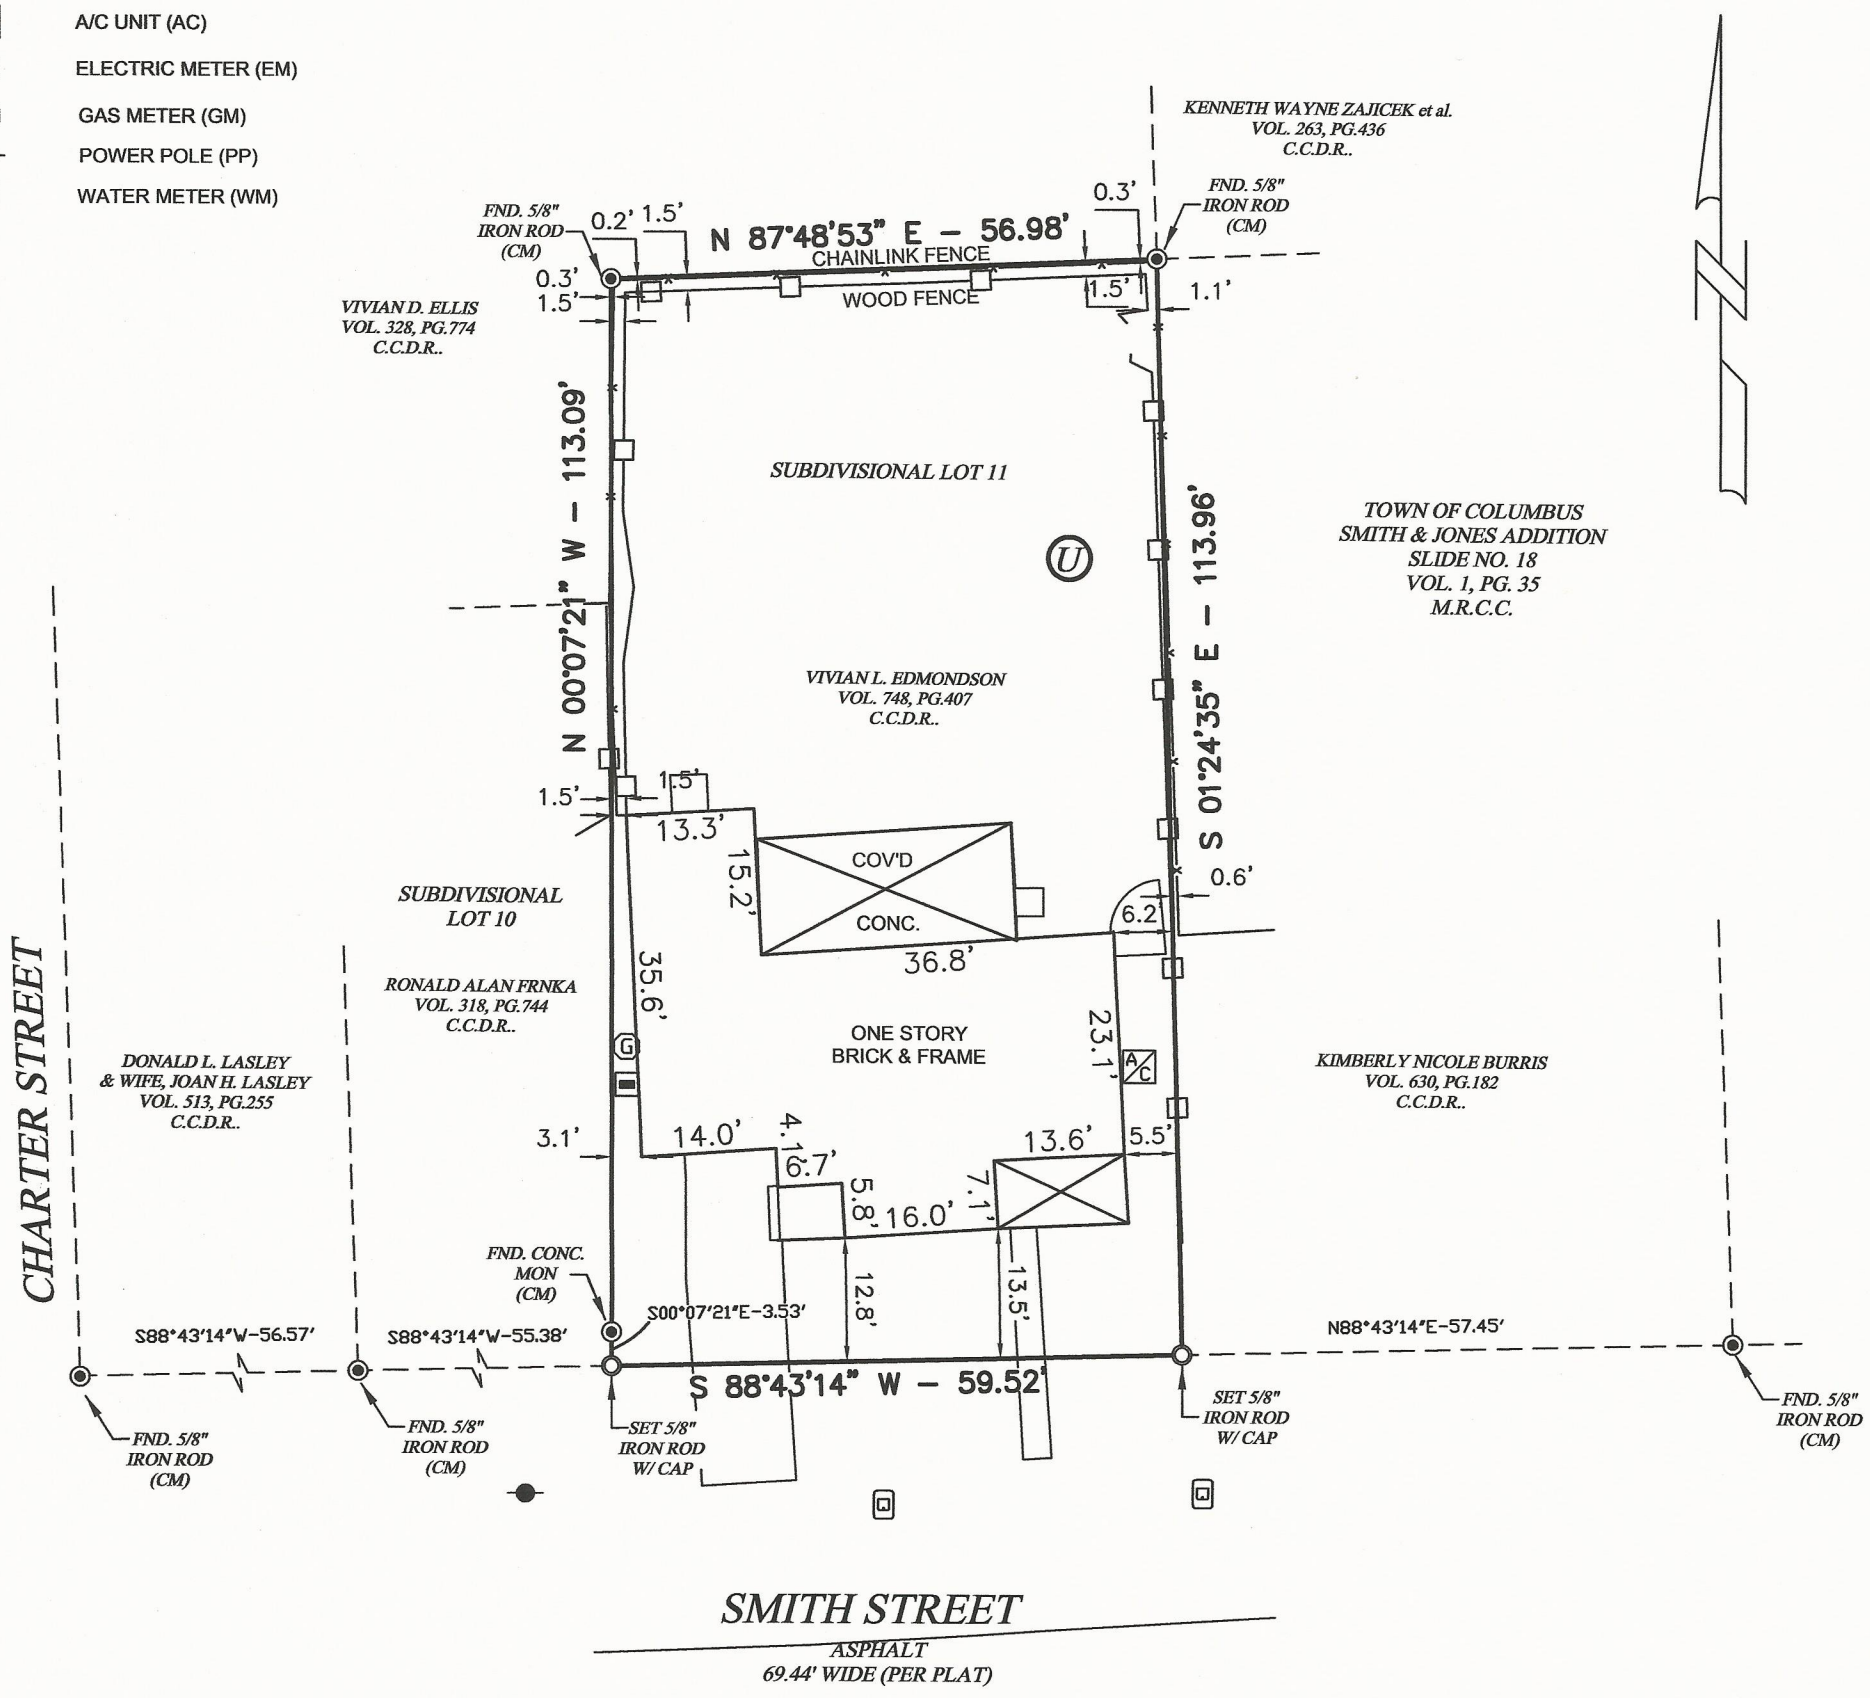 A/C UNIT (AC)
ELECTRIC METER (EM)
GAS METER (GM)
POWER POLE (PP)
WATER METER (WM)
KENNETH WAYNE ZAJICEK et al.
VOL. 263, PG.436
C.C.D.R..
FND. 5/8"
IRON ROD
(CM)
0.2'
1.5'
N 87°48'53" E - 56.98'
0.3'
FND. 5/8"
IRON ROD
(CM)
CHAINLINK FENCE
WOOD FENCE
0.3'
1.5'
1.5'
1.1'
VIVIAN D. ELLIS
VOL. 328, PG.774
C.C.D.R..
N 00°07'21" W - 113.09'
SUBDIVISIONAL LOT 11
U
S 01°24'35" E - 113.96'
TOWN OF COLUMBUS
SMITH & JONES ADDITION
SLIDE NO. 18
VOL. 1, PG. 35
M.R.C.C.
VIVIAN L. EDMONDSON
VOL. 748, PG.407
C.C.D.R..
1.5'
1.5'
13.3'
15.2'
COV'D
CONC.
36.8'
0.6'
6.2'
SUBDIVISIONAL
LOT 10
35.6'
RONALD ALAN FRNKA
VOL. 318, PG.744
C.C.D.R..
G
ONE STORY
BRICK & FRAME
23.1'
A/C
CHARTER STREET
DONALD L. LASLEY
& WIFE, JOAN H. LASLEY
VOL. 513, PG.255
C.C.D.R..
KIMBERLY NICOLE BURRIS
VOL. 630, PG.182
C.C.D.R..
3.1'
14.0'
4.1'
6.7'
5.8'
16.0'
7.1'
13.6'
5.5'
FND. CONC.
MON
(CM)
12.8'
13.5'
S00°07'21"E-3.53'
S88°43'14"W-56.57'
S88°43'14"W-55.38'
N88°43'14"E-57.45'
S 88°43'14" W - 59.52'
FND. 5/8"
IRON ROD
(CM)
FND. 5/8"
IRON ROD
(CM)
SET 5/8"
IRON ROD
W/ CAP
SET 5/8"
IRON ROD
W/ CAP
FND. 5/8"
IRON ROD
(CM)
SMITH STREET
ASPHALT
69.44' WIDE (PER PLAT)